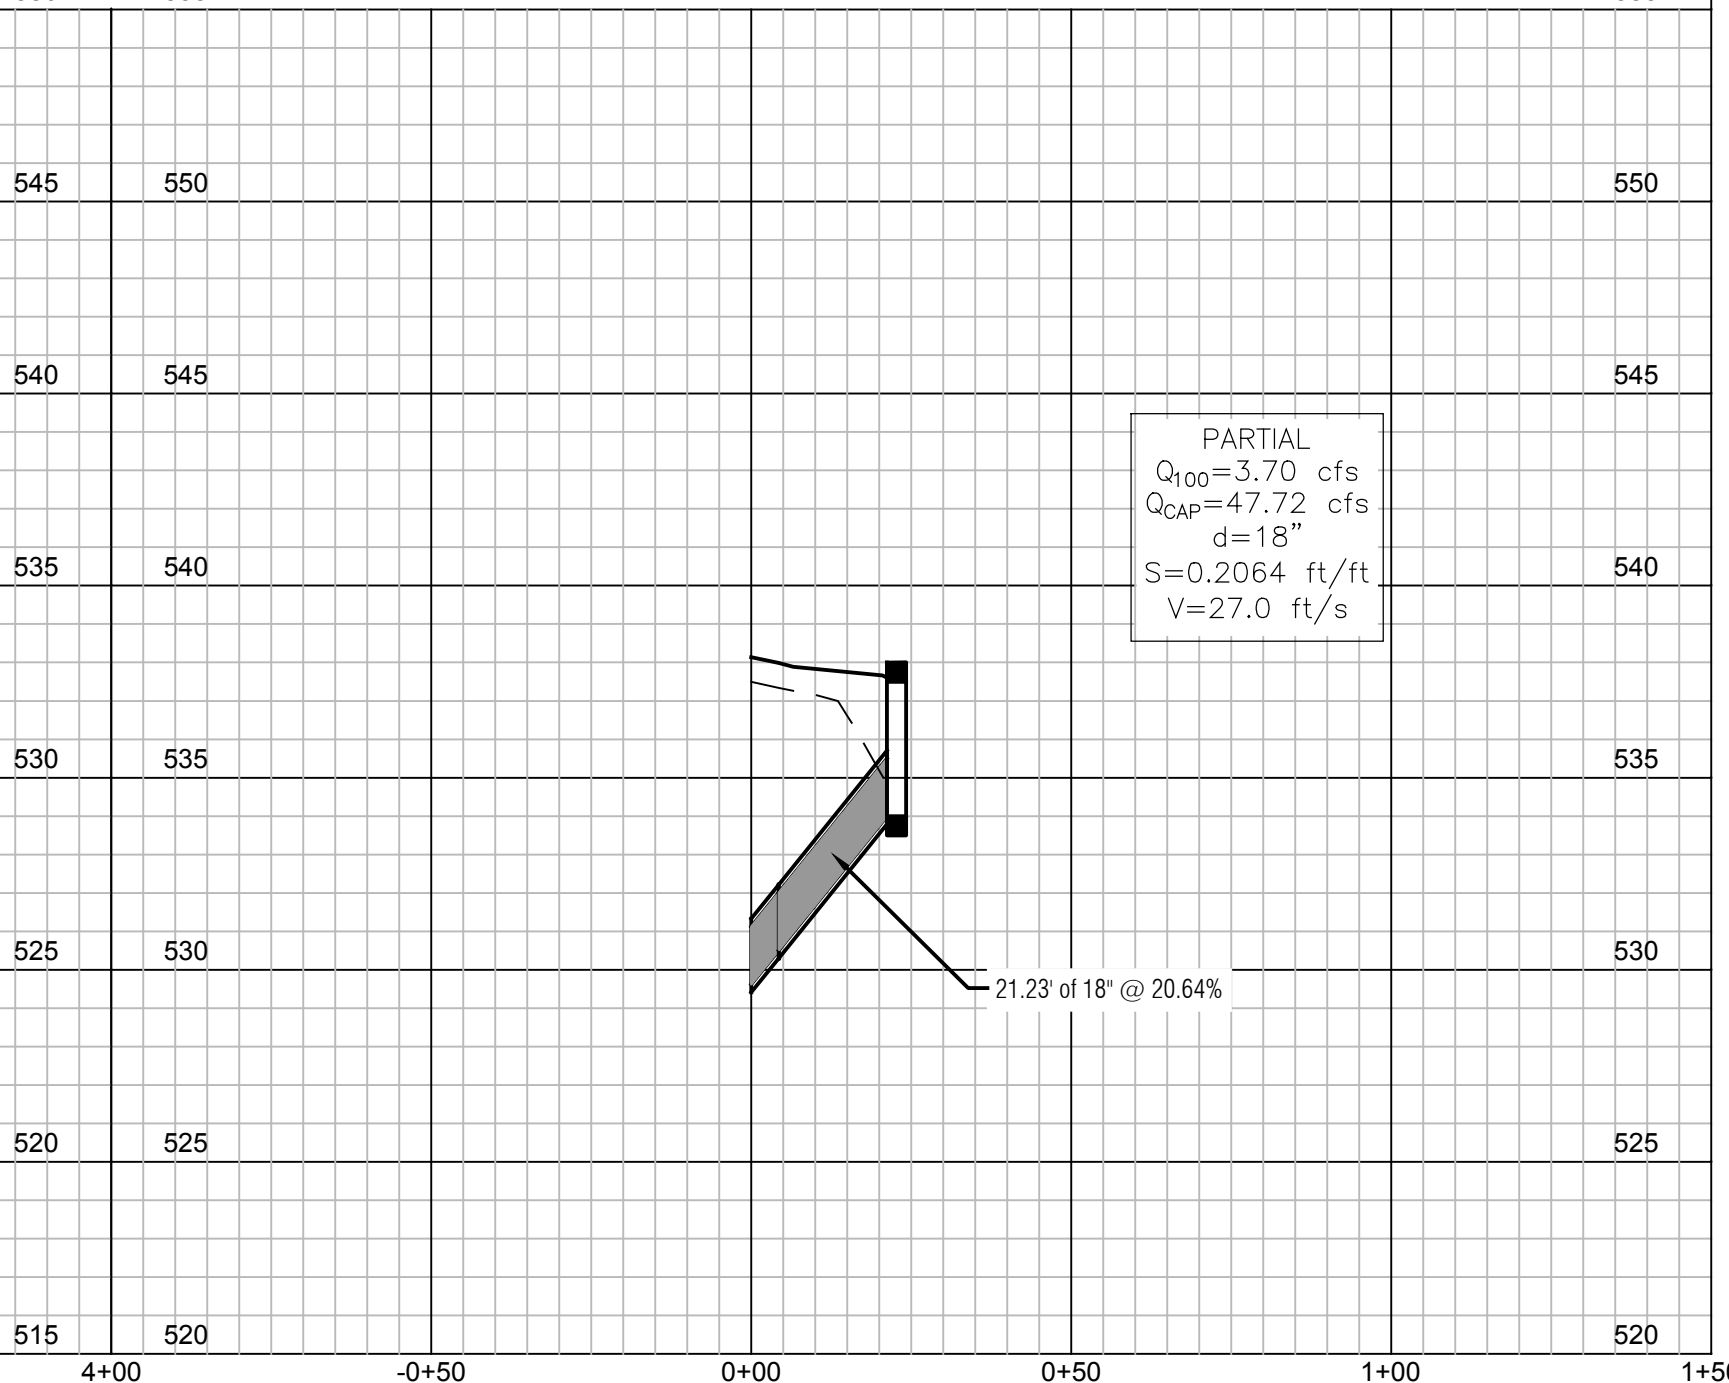 545 550 550
540 545 545
PARTIAL
Q100=3.70 cfs
QCAP=47.72 cfs
d=18”
S=0.2064 ft/ft
V=27.0 ft/s
535 540 540
530 535 535
525 530 530
21.23' of 18" @ 20.64%
520 525 525
515 520 520
4+00 -0+50 0+00 0+50 1+00